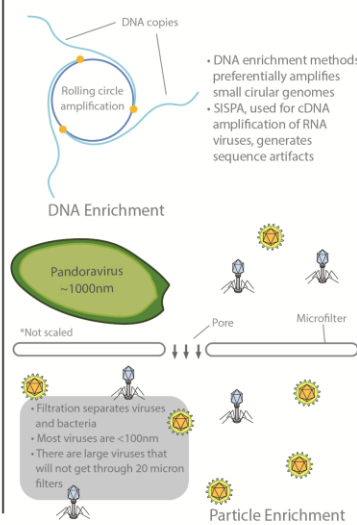 DNA copies
Rolling circle
amplification
• DNA enrichment methods
preferentially amplifies
small cirular genomes
• SISPA, used for cDNA
amplification of RNA
viruses, generates
sequence artifacts
DNA Enrichment
Pandoravirus
~1000nm
*Not scaled
Pore
Microfilter
• Filtration separates viruses
and bacteria
• Most viruses are <100nm
• There are large viruses that
will not get through 20 micron
filters
Particle Enrichment